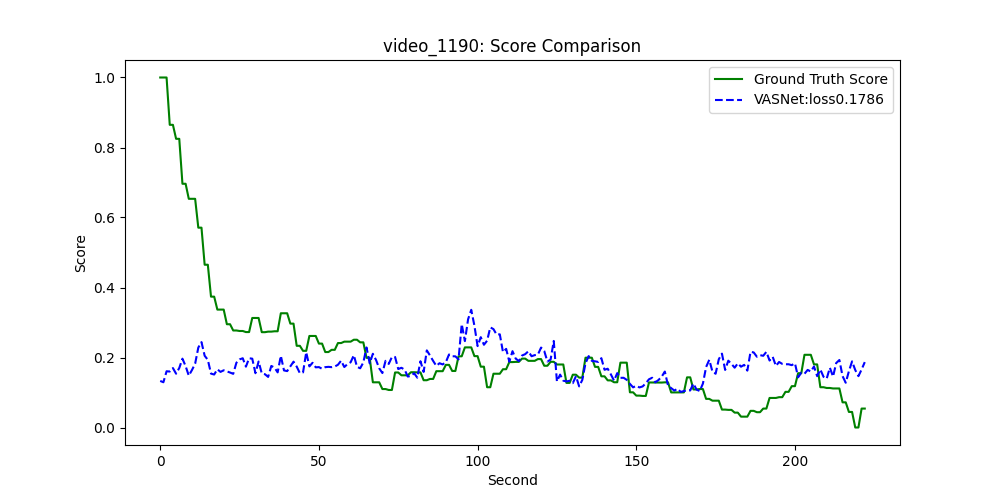 video_1190: Score Comparison
Ground Truth Score
VASNet:loss0.1786
1.0
0.8
0.6
0.4
0.2
0.0
Score
0
50
100
150
200
Second